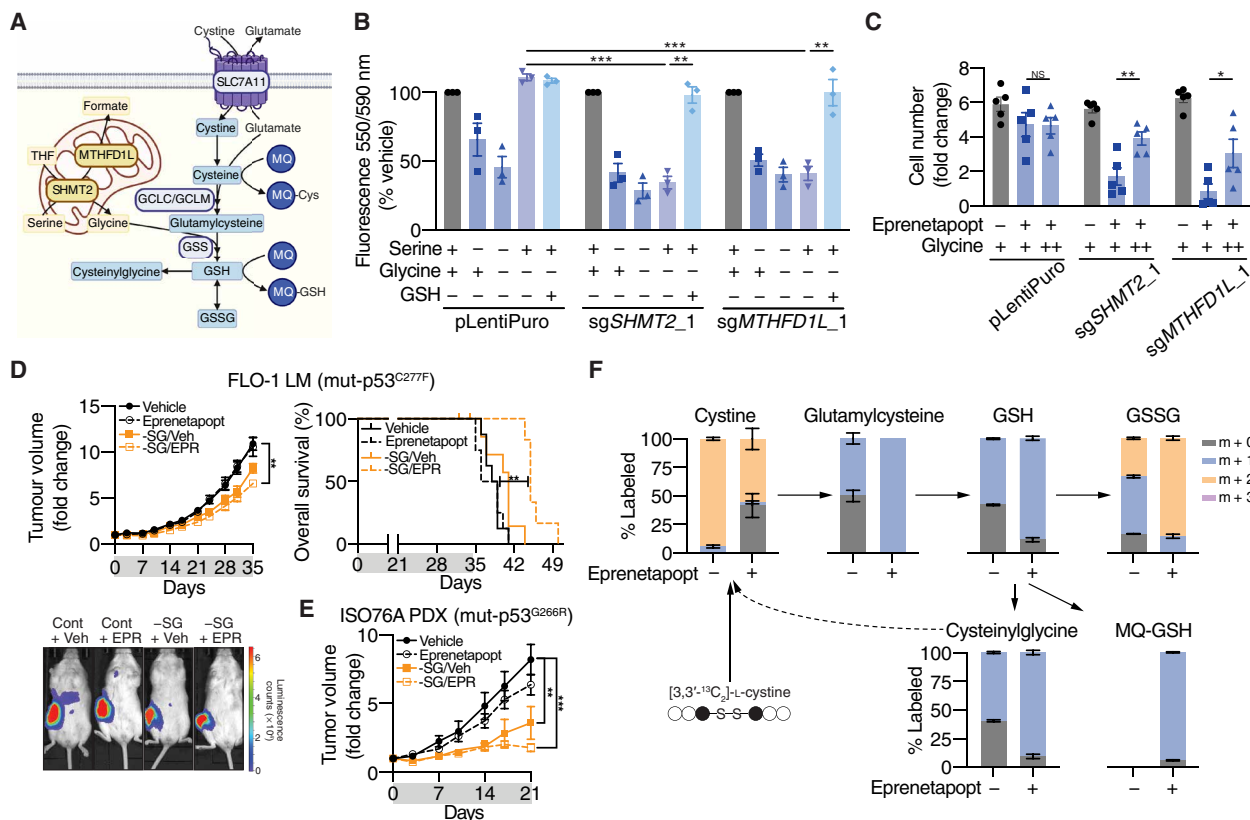 A
Cystine
Glutamate
SLC7A11
Formate
Cystine
Glutamate
MTHFD1L
THF
MQ
Cysteine
SHMT2
MQ
-Cys
GCLC/GCLM
Serine
Glycine
Glutamylcysteine
GSS
MQ
Cysteinylglycine
GSH
MQ
-GSH
GSSG
B
Fluorescence 550/590 nm
(% vehicle)
100
50
0
***
***
**
**
Serine + – – + + + – – + + + – – + +
Glycine + + – – – + + – – – + + – – –
GSH – – – – + – – – – + – – – – +
pLentiPuro
sgSHMT2_1
sgMTHFD1L_1
C
Cell number
(fold change)
8
6
4
2
0
NS
**
*
Eprenetapopt – + + – + + – + +
Glycine + + ++ + + ++ + + ++
pLentiPuro
sgSHMT2_1
sgMTHFD1L_1
D
FLO-1 LM (mut-p53C277F)
Tumour volume
(fold change)
15
10
5
0
Vehicle
Eprenetapopt
-SG/Veh
-SG/EPR
**
0 7 14 21 28 35
Days
Overall survival (%)
100
50
0
Vehicle
Eprenetapopt
-SG/Veh
-SG/EPR
**
0 21 28 35 42 49
Days
Cont
+ Veh
Cont
+ EPR
–SG
+ Veh
–SG
+ EPR
6
4
2
0
Luminescence
E
ISO76A PDX (mut-p53G266R)
Tumor volume
(fold change)
10
5
0
Vehicle
Eprenetapopt
-SG/Veh
-SG/EPR
**
***
0 7 14 21
Days
F
Cystine
Glutamylcysteine
GSH
GSSG
% Labeled
100
50
0
m + 0
m + 1
m + 2
m + 3
Eprenetapopt – + – + – + – +
Cysteinylglycine
MQ-GSH
[3,3′-13C2]-L-cystine
S S
% Labeled
100
50
0
Eprenetapopt – + – +